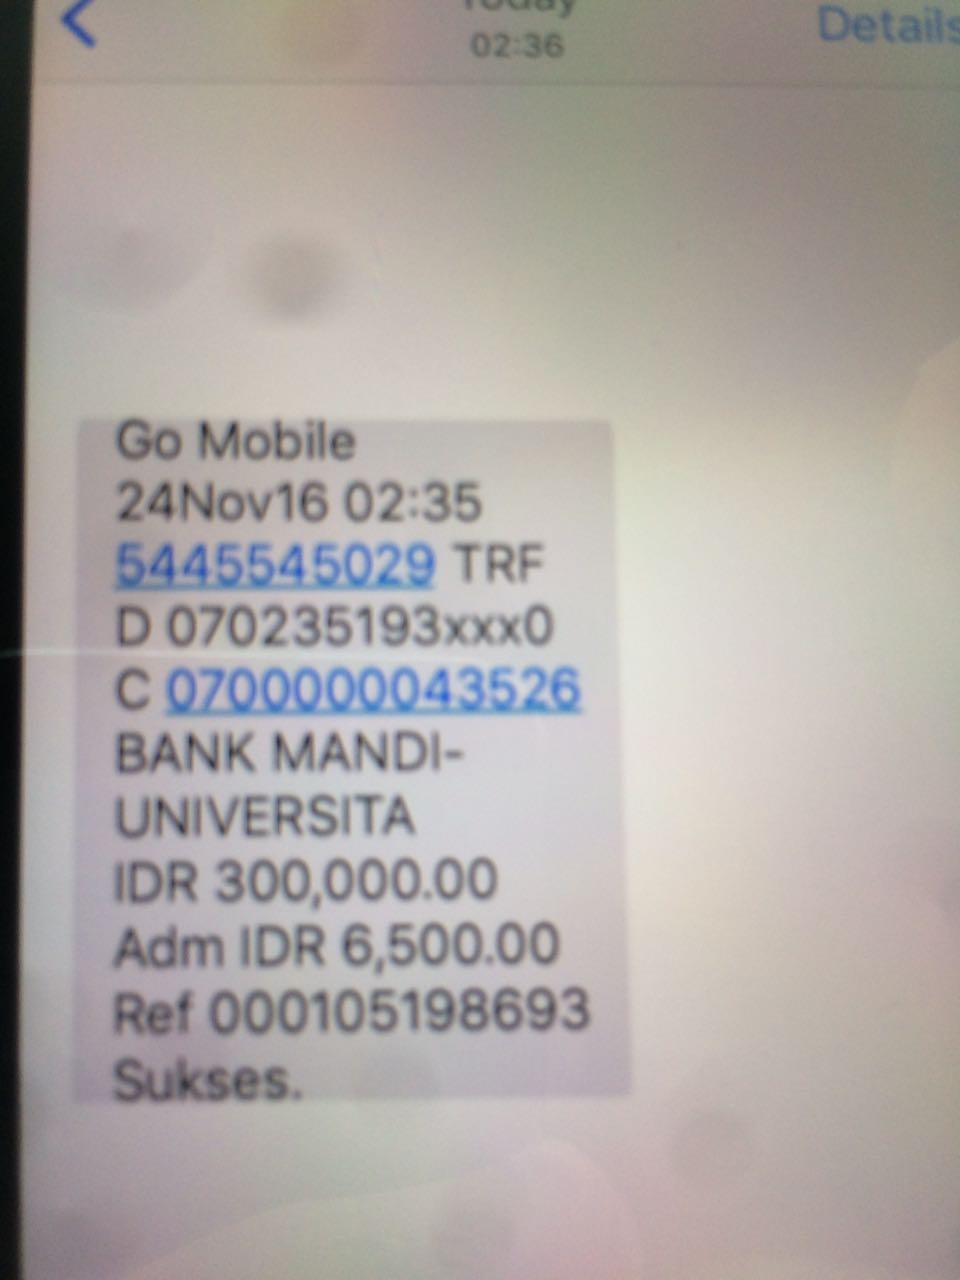 Today
02:36
Details
Go Mobile
24Nov16 02:35
5445545029 TRF
D 070235193xxx0
C 0700000043526
BANK MANDI-
UNIVERSITA
IDR 300,000.00
Adm IDR 6,500.00
Ref 000105198693
Sukses.